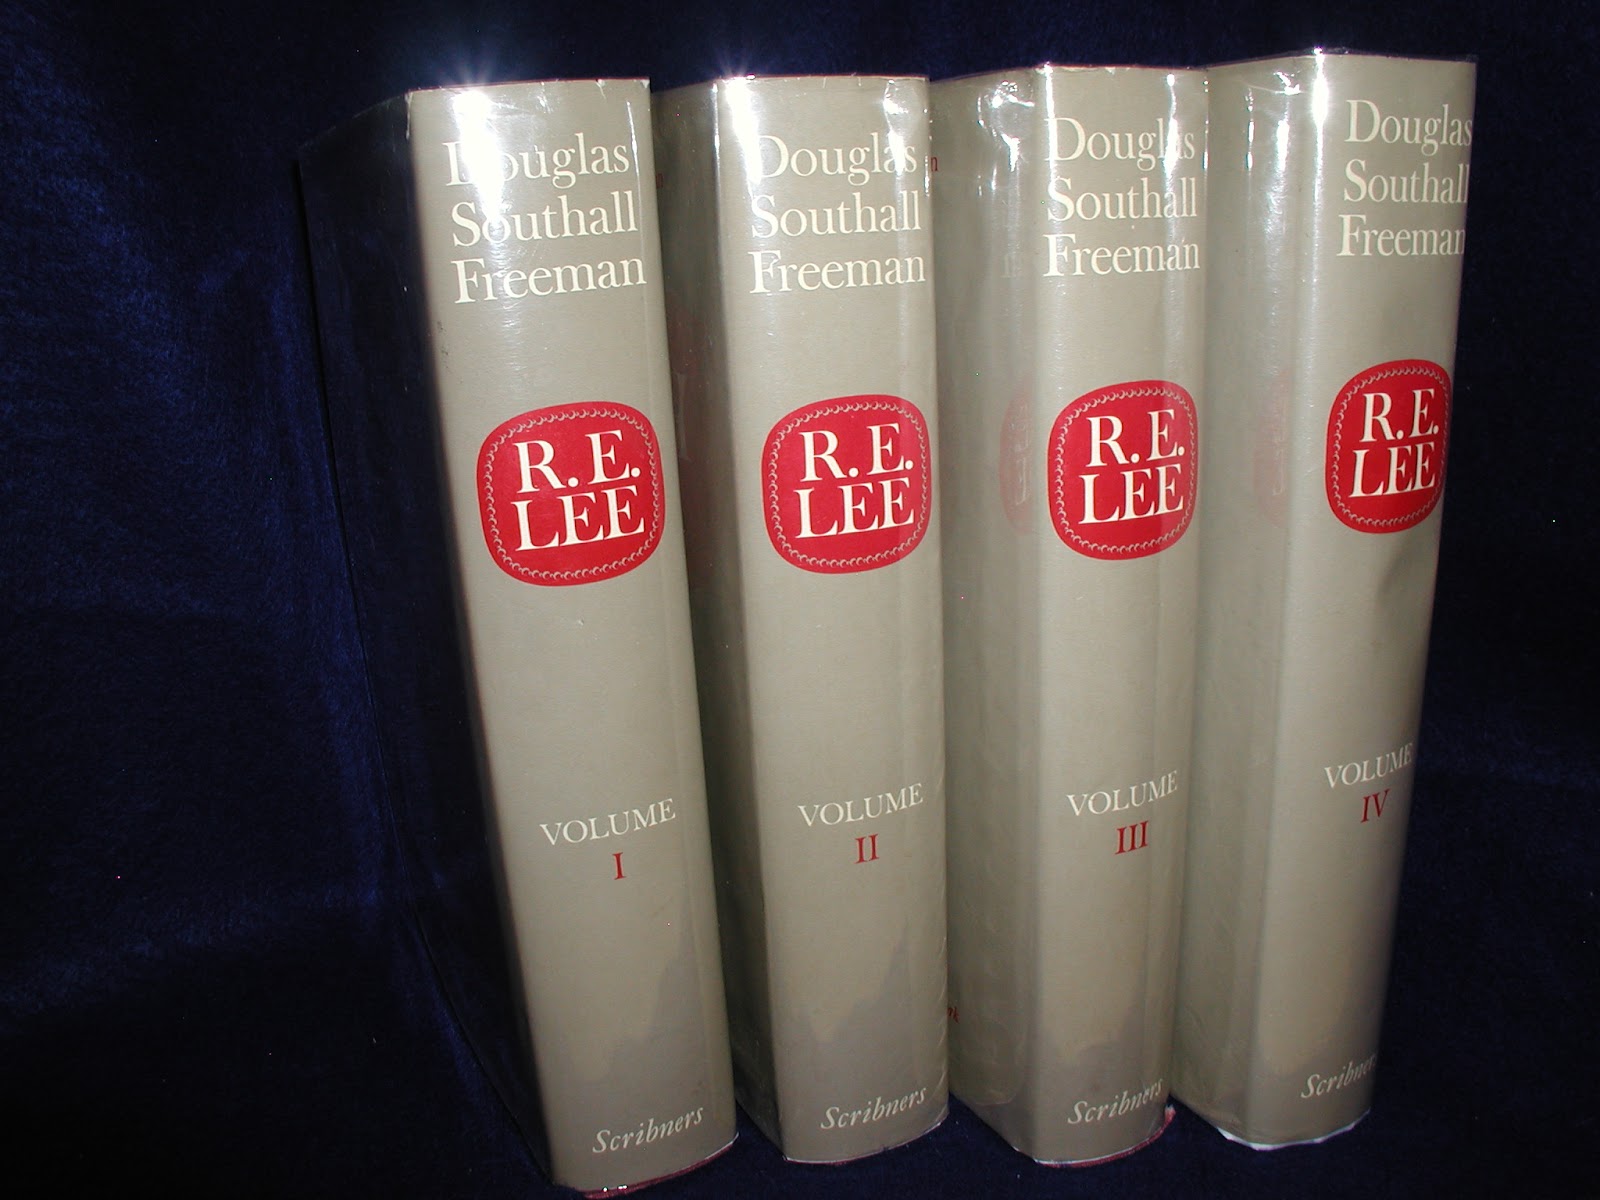 Douglas
Southall
Freeman
R. E.
LEE
VOLUME
I
Scribners
Douglas
Southall
Freeman
R. E.
LEE
VOLUME
II
Scribners
Douglas
Southall
Freeman
R. E.
LEE
VOLUME
III
Scribners
Douglas
Southall
Freeman
R. E.
LEE
VOLUME
IV
Scribners